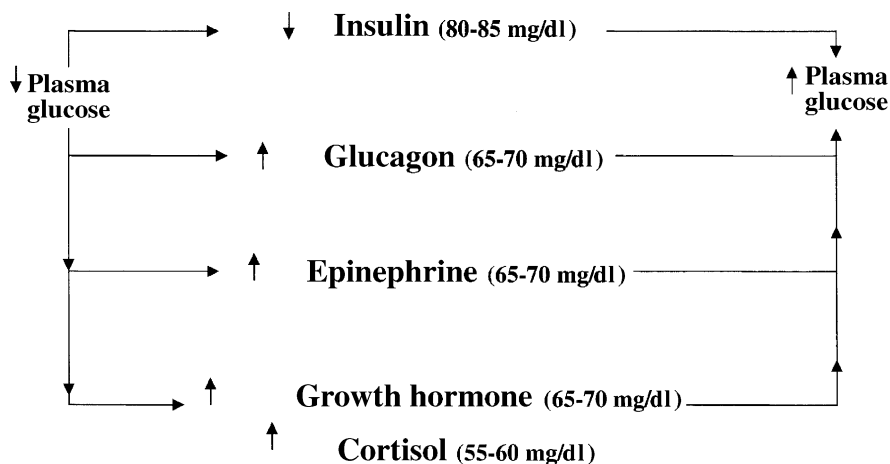 Insulin (80-85 mg/dl)
Plasma
glucose
Plasma
glucose
Glucagon (65-70 mg/dl)
Epinephrine (65-70 mg/dl)
Growth hormone (65-70 mg/dl)
Cortisol (55-60 mg/dl)